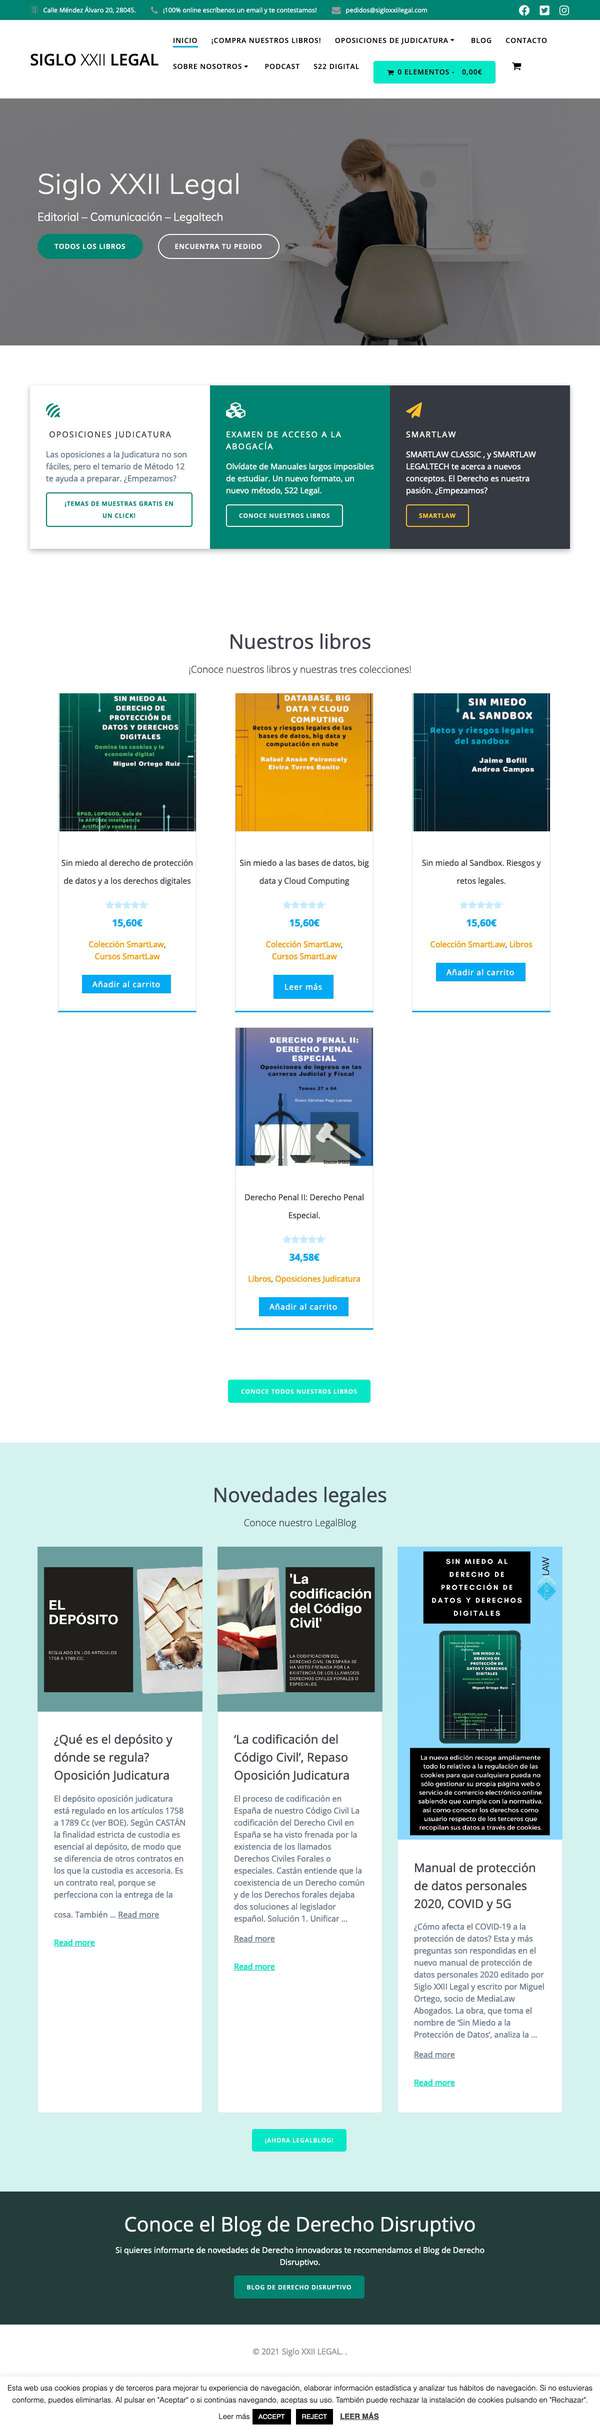 Calle Méndez Álvaro 20, 28045.
¡100% online escríbenos un email y te contestamos!
pedidos@sigloxxiilegal.com
SIGLO XXII LEGAL
INICIO
¡COMPRA NUESTROS LIBROS!
OPOSICIONES DE JUDICATURA
BLOG
CONTACTO
SOBRE NOSOTROS
PODCAST
S22 DIGITAL
0 ELEMENTOS - 0,00€
Siglo XXII Legal
Editorial – Comunicación – Legaltech
TODOS LOS LIBROS
ENCUENTRA TU PEDIDO
OPOSICIONES JUDICATURA
Las oposiciones a la Judicatura no son
fáciles, pero el temario de Método 12
te ayuda a preparar. ¿Empezamos?
¡TEMAS DE MUESTRAS GRATIS EN
UN CLICK!
EXAMEN DE ACCESO A LA
ABOGACÍA
Olvídate de Manuales largos imposibles
de estudiar. Un nuevo formato, un
nuevo método, S22 Legal.
CONOCE NUESTROS LIBROS
SMARTLAW
SMARTLAW CLASSIC , y SMARTLAW
LEGALTECH te acerca a nuevos
conceptos. El Derecho es nuestra
pasión. ¿Empezamos?
SMARTLAW
Nuestros libros
¡Conoce nuestros libros y nuestras tres colecciones!
SIN MIEDO AL
DERECHO DE
PROTECCIÓN DE
DATOS Y DERECHOS
DIGITALES
Domina las cookies y la
economía digital
Miguel Ortego Ruiz
Sin miedo al derecho de protección
de datos y a los derechos digitales
15,60€
Colección SmartLaw,
Cursos SmartLaw
Añadir al carrito
DATABASE, BIG
DATA Y CLOUD
COMPUTING
Retos y riesgos legales de las
bases de datos, big data y
computación en nube
Rafael Ansón Peironcely
Elvira Torres Benito
Sin miedo a las bases de datos, big
data y Cloud Computing
15,60€
Colección SmartLaw,
Cursos SmartLaw
Leer más
SIN MIEDO
AL SANDBOX
Retos y riesgos legales
del sandbox
Jaime Bofill
Andrea Campos
Sin miedo al Sandbox. Riesgos y
retos legales.
15,60€
Colección SmartLaw, Libros
Añadir al carrito
DERECHO PENAL II:
DERECHO PENAL
ESPECIAL
Oposiciones de ingreso en las
carreras Judicial y Fiscal
Temas 27 a 64
Derecho Penal II: Derecho Penal
Especial.
34,58€
Libros, Oposiciones Judicatura
Añadir al carrito
CONOCE TODOS NUESTROS LIBROS
Novedades legales
Conoce nuestro LegalBlog
EL
DEPÓSITO
REGULADO EN LOS ARTÍCULOS
1758 A 1789 CC.
¿Qué es el depósito y
dónde se regula?
Oposición Judicatura
El depósito oposición judicatura
está regulado en los artículos 1758
a 1789 Cc (ver BOE). Según CASTÁN
la finalidad estricta de custodia es
esencial al depósito, de modo que
se diferencia de otros contratos en
los que la custodia es accesoria. Es
un contrato real, porque se
perfecciona con la entrega de la
cosa. También ... Read more
Read more
'La
codificación
del Código
Civil'
LA CODIFICACIÓN DEL
DERECHO CIVIL EN ESPAÑA SE
HA VISTO FRENADA POR LA
EXISTENCIA DE LOS LLAMADOS
DERECHOS CIVILES FORALES O
ESPECIALES.
‘La codificación del
Código Civil’, Repaso
Oposición Judicatura
El proceso de codificación en
España de nuestro Código Civil La
codificación del Derecho Civil en
España se ha visto frenada por la
existencia de los llamados
Derechos Civiles Forales o
especiales. Castán entiende que la
coexistencia de un Derecho común
y de los Derechos forales dejaba
dos soluciones al legislador
español. Solución 1. Unificar ...
Read more
Read more
SIN MIEDO AL
DERECHO DE
PROTECCIÓN DE
DATOS Y DERECHOS
DIGITALES
LAW
SIN MIEDO AL
DERECHO DE
PROTECCIÓN DE
DATOS Y DERECHOS
DIGITALES
Miguel Ortego Ruiz
La nueva edición recoge ampliamente
todo lo relativo a la regulación de las
cookies para que cualquiera pueda no
sólo gestionar su propia página web o
servicio de comercio electrónico online
sabiendo que cumple con la normativa,
así como conocer los derechos como
usuario respecto de los terceros que
recopilan sus datos a través de cookies.
Manual de protección
de datos personales
2020, COVID y 5G
¿Cómo afecta el COVID-19 a la
protección de datos? Esta y más
preguntas son respondidas en el
nuevo manual de protección de
datos personales 2020 editado por
Siglo XXII Legal y escrito por Miguel
Ortego, socio de MediaLaw
Abogados. La obra, que toma el
nombre de ‘Sin Miedo a la
Protección de Datos’, analiza la ...
Read more
Read more
¡AHORA LEGALBLOG!
Conoce el Blog de Derecho Disruptivo
Si quieres informarte de novedades de Derecho innovadoras te recomendamos el Blog de Derecho
Disruptivo.
BLOG DE DERECHO DISRUPTIVO
© 2021 Siglo XXII LEGAL. .
Esta web usa cookies propias y de terceros para mejorar tu experiencia de navegación, elaborar información estadística y analizar tus hábitos de navegación. Si no estuvieras
conforme, puedes eliminarlas. Al pulsar en "Aceptar" o si continúas navegando, aceptas su uso. También puede rechazar la instalación de cookies pulsando en "Rechazar".
Leer más ACCEPT REJECT LEER MÁS